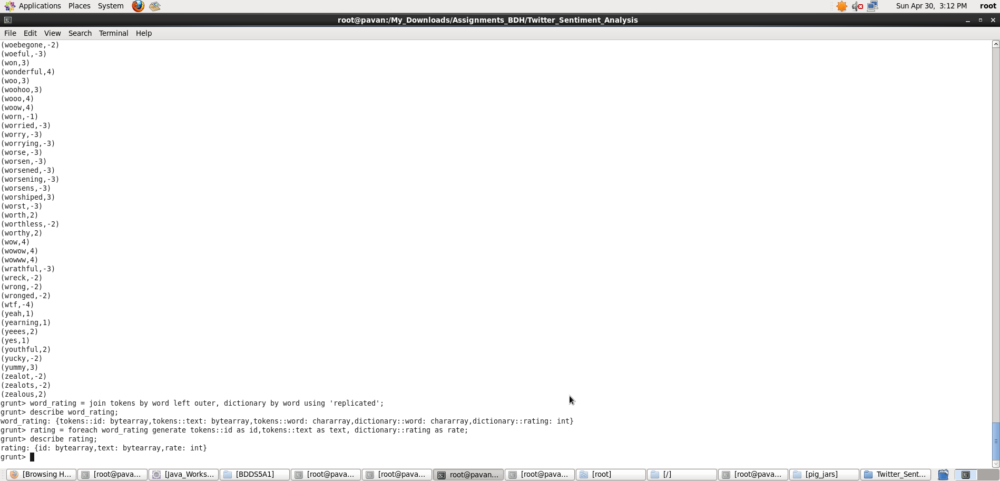 Applications Places System Sun Apr 30, 3:12 PM root
root@pavan:/My_Downloads/Assignments_BDH/Twitter_Sentiment_Analysis
File Edit View Search Terminal Help
(woebegone,-2)
(woeful,-3)
(won,3)
(wonderful,4)
(woo,3)
(woohoo,3)
(wooo,4)
(woow,4)
(worn,-1)
(worried,-3)
(worry,-3)
(worrying,-3)
(worse,-3)
(worsen,-3)
(worsened,-3)
(worsening,-3)
(worsens,-3)
(worshiped,3)
(worst,-3)
(worth,2)
(worthless,-2)
(worthy,2)
(wow,4)
(wowow,4)
(wowww,4)
(wrathful,-3)
(wreck,-2)
(wrong,-2)
(wronged,-2)
(wtf,-4)
(yeah,1)
(yearning,1)
(yeees,2)
(yes,1)
(youthful,2)
(yucky,-2)
(yummy,3)
(zealot,-2)
(zealots,-2)
(zealous,2)
grunt> word_rating = join tokens by word left outer, dictionary by word using 'replicated';
grunt> describe word_rating;
word_rating: {tokens::id: bytearray,tokens::text: bytearray,tokens::word: chararray,dictionary::word: chararray,dictionary::rating: int}
grunt> rating = foreach word_rating generate tokens::id as id,tokens::text as text, dictionary::rating as rate;
grunt> describe rating;
rating: {id: bytearray,text: bytearray,rate: int}
grunt>
[Browsing H... [root@pava... [Java_Works... [BDDS5A1] [root@pava... [root@pava... root@pavan... [root@pava... [root] [/] [root@pava... [pig_jars] Twitter_Sent...